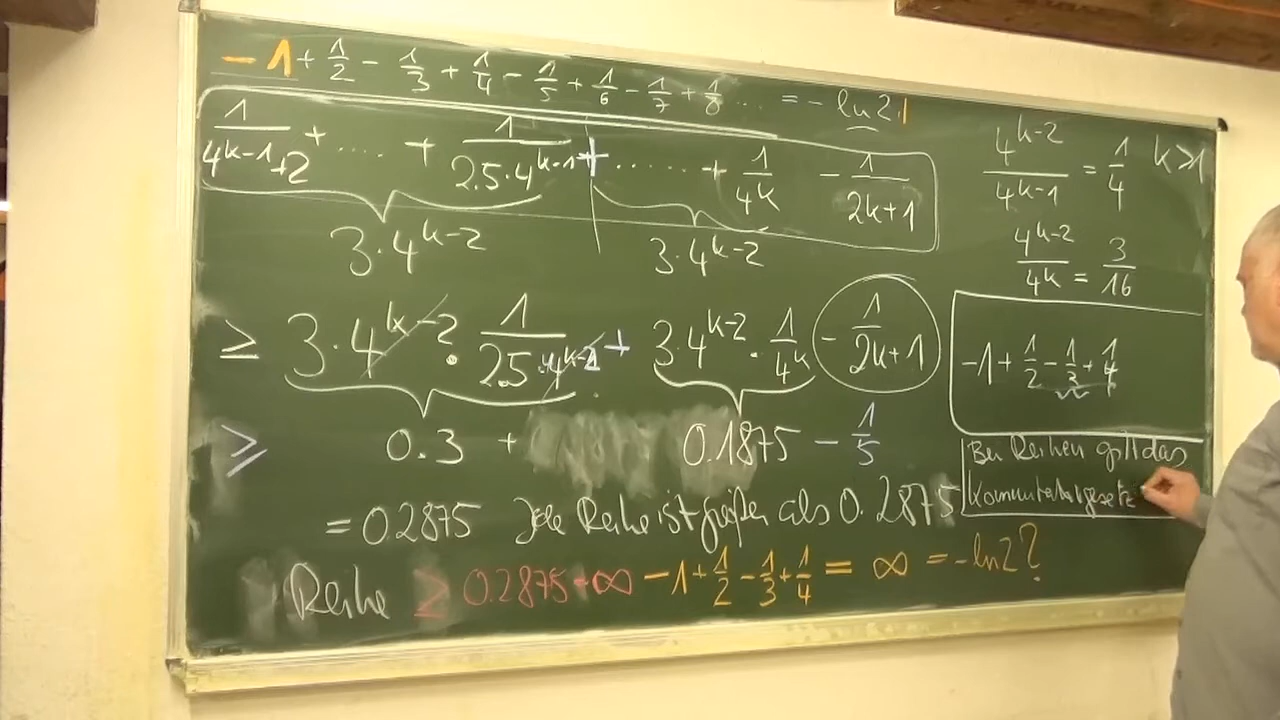 -1 + 1/2 - 1/3 + 1/4 - 1/5 + 1/6 - 1/7 + 1/8 ... = - ln2.1
1/(4^(k-1)+2) + ..... + 1/(2.5·4^(k-1)) + ....... + 1/4^k - 1/(2k+1)
3·4^(k-2) 3·4^(k-2)
≥ 3·4^(k-2) · 1/(2.5·4^(k-2)) + 3·4^(k-2) · 1/4^k - 1/(2k+1)
≥ 0.3 + 0.1875 - 1/5
= 0.2875 Jede Reihe ist größer als 0.2875
Reihe ≥ 0.2875·∞ -1 + 1/2 - 1/3 + 1/4 = ∞ = -ln2?
4^(k-2)/4^(k-1) = 1/4 k>1
4^(k-2)/4^k = 3/16
-1 + 1/2 - 1/3 + 1/4
Bei Reihen gilt das